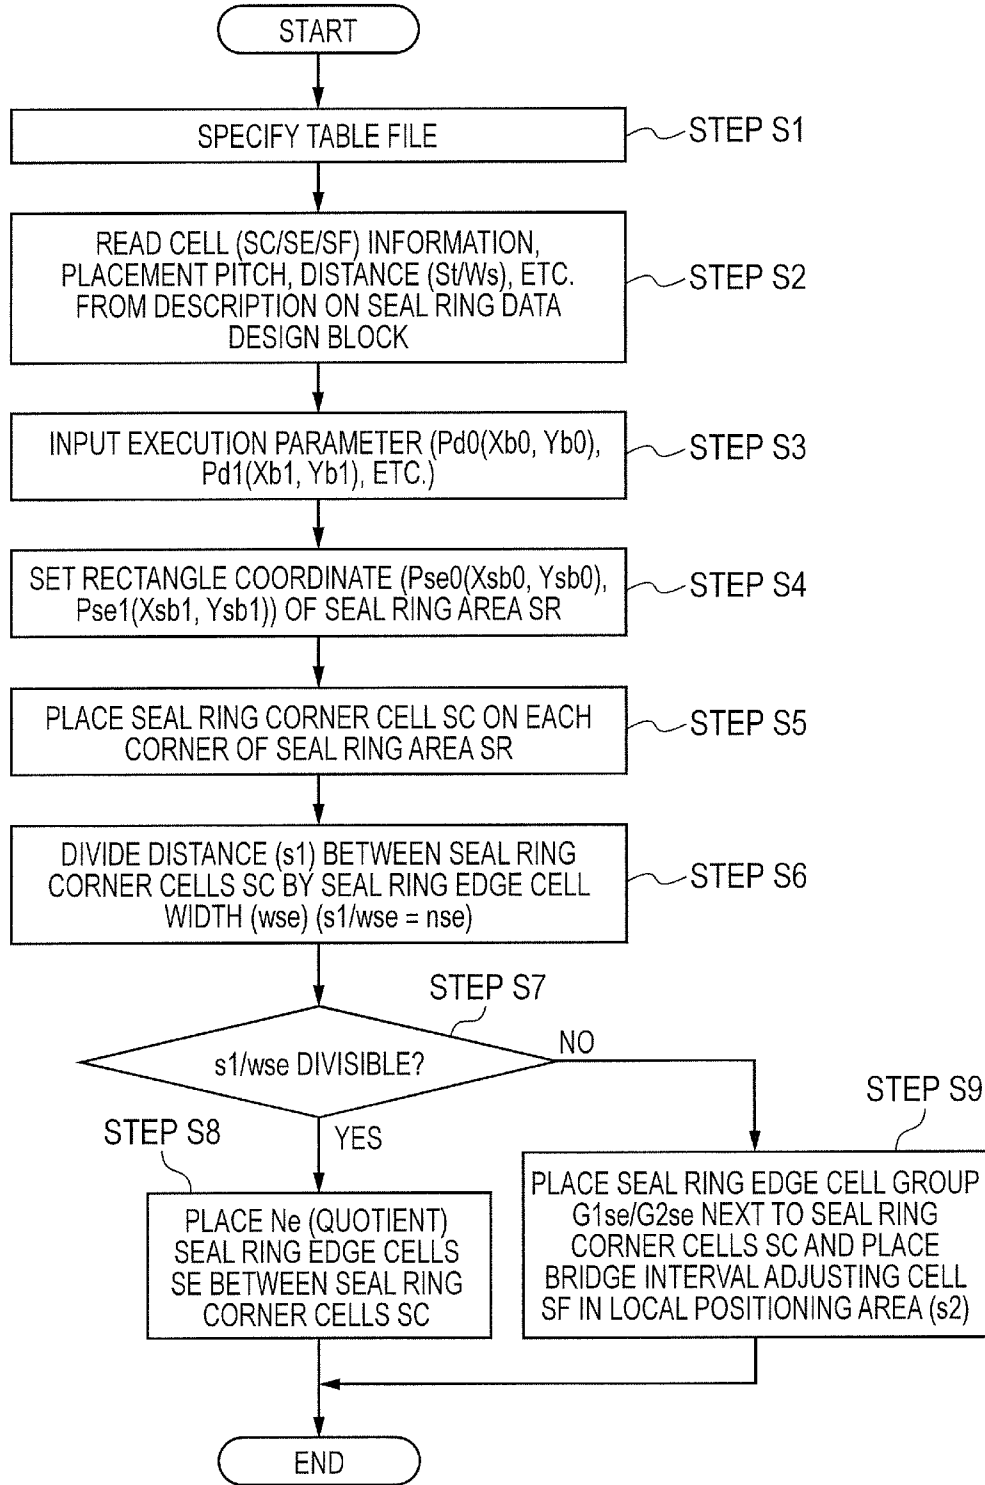 START
SPECIFY TABLE FILE
STEP S1
READ CELL (SC/SE/SF) INFORMATION,
PLACEMENT PITCH, DISTANCE (St/Ws), ETC.
FROM DESCRIPTION ON SEAL RING DATA
DESIGN BLOCK
STEP S2
INPUT EXECUTION PARAMETER (Pd0(Xb0, Yb0),
Pd1(Xb1, Yb1), ETC.)
STEP S3
SET RECTANGLE COORDINATE (Pse0(Xsb0, Ysb0),
Pse1(Xsb1, Ysb1)) OF SEAL RING AREA SR
STEP S4
PLACE SEAL RING CORNER CELL SC ON EACH
CORNER OF SEAL RING AREA SR
STEP S5
DIVIDE DISTANCE (s1) BETWEEN SEAL RING
CORNER CELLS SC BY SEAL RING EDGE CELL
WIDTH (wse) (s1/wse = nse)
STEP S6
STEP S7
s1/wse DIVISIBLE?
NO
YES
STEP S8
PLACE Ne (QUOTIENT)
SEAL RING EDGE CELLS
SE BETWEEN SEAL RING
CORNER CELLS SC
STEP S9
PLACE SEAL RING EDGE CELL GROUP
G1se/G2se NEXT TO SEAL RING
CORNER CELLS SC AND PLACE
BRIDGE INTERVAL ADJUSTING CELL
SF IN LOCAL POSITIONING AREA (s2)
END